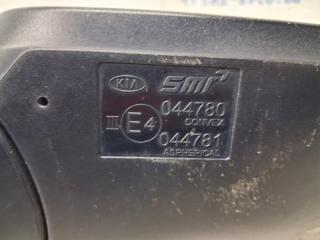 KIA SMR
044780
CONVEX
III E4
044781
ASPHERICAL